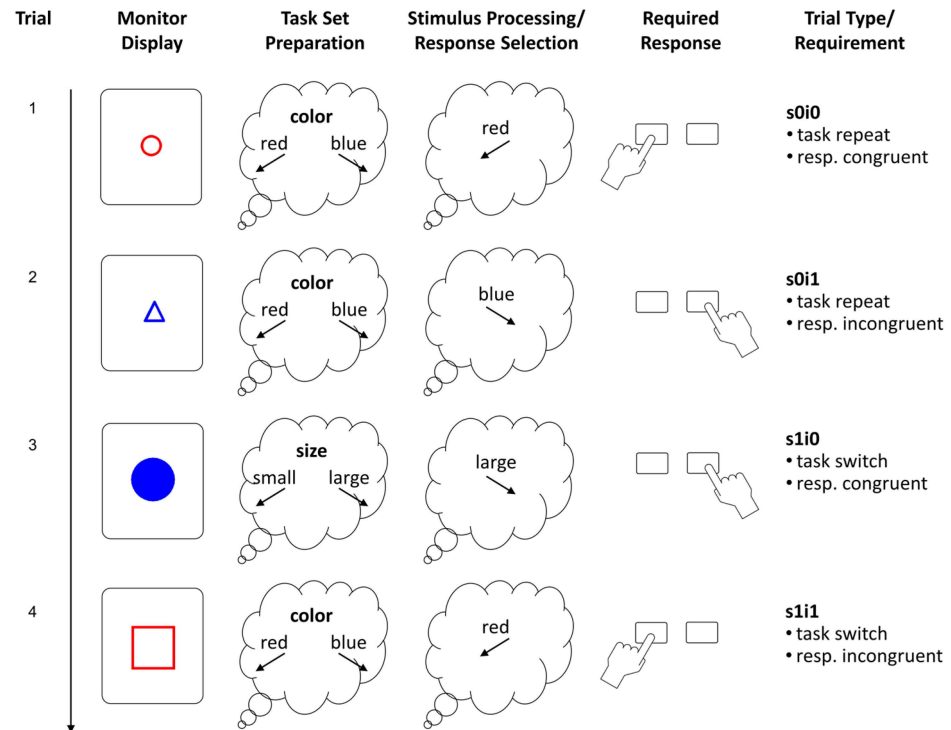 Trial
Monitor Display
Task Set Preparation
Stimulus Processing/ Response Selection
Required Response
Trial Type/ Requirement
1
color
red blue
red
s0i0
• task repeat
• resp. congruent
2
color
red blue
blue
s0i1
• task repeat
• resp. incongruent
3
size
small large
large
s1i0
• task switch
• resp. congruent
4
color
red blue
red
s1i1
• task switch
• resp. incongruent